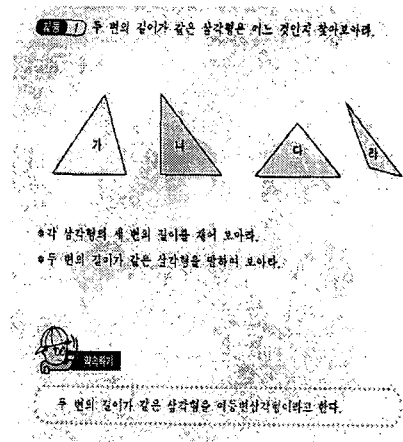 활동 1 두 변의 길이가 같은 삼각형은 어느 것인지 찾아보아라.
가 나 다 라
각 삼각형의 세 변의 길이를 재어 보아라.
두 변의 길이가 같은 삼각형을 말하여 보아라.
약속하기
두 변의 길이가 같은 삼각형을 이등변삼각형이라고 한다.